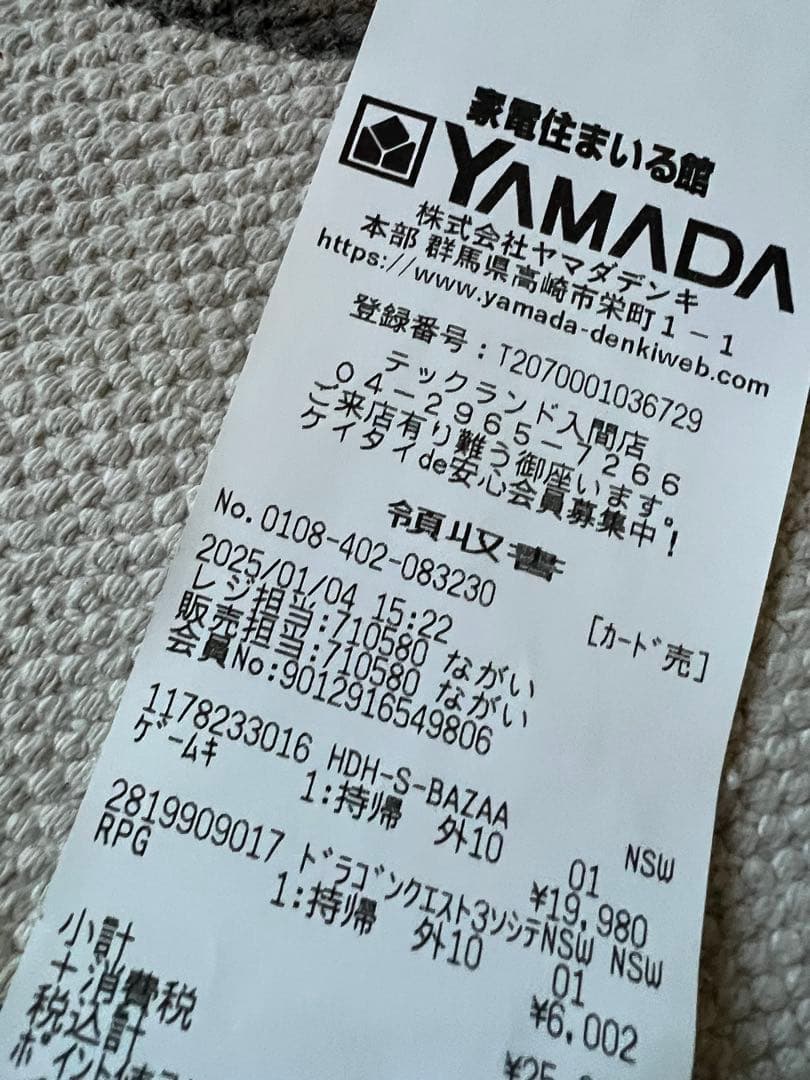 家電住まいる館
YAMADA
株式会社ヤマダデンキ
本部 群馬県高崎市栄町1-1
https://www.yamada-denkiweb.com
登録番号:T2070001036729
テックランド入間店
04-2965-7266
ご来店有り難う御座います。
ケイタイde安心会員募集中!
領収書
No.0108-402-083230 [カード売]
2025/01/04 15:22
レジ担当:710580 ながい
販売担当:710580 ながい
会員No:9012916549806
1178233016 HDH-S-BAZAA NSW
ゲームキ 1:持帰 外10 01 ¥19,980
2819909017 ドラゴンクエスト3ソシテNSW NSW
RPG 1:持帰 外10 01 ¥6,002
小計
+消費税
税込計